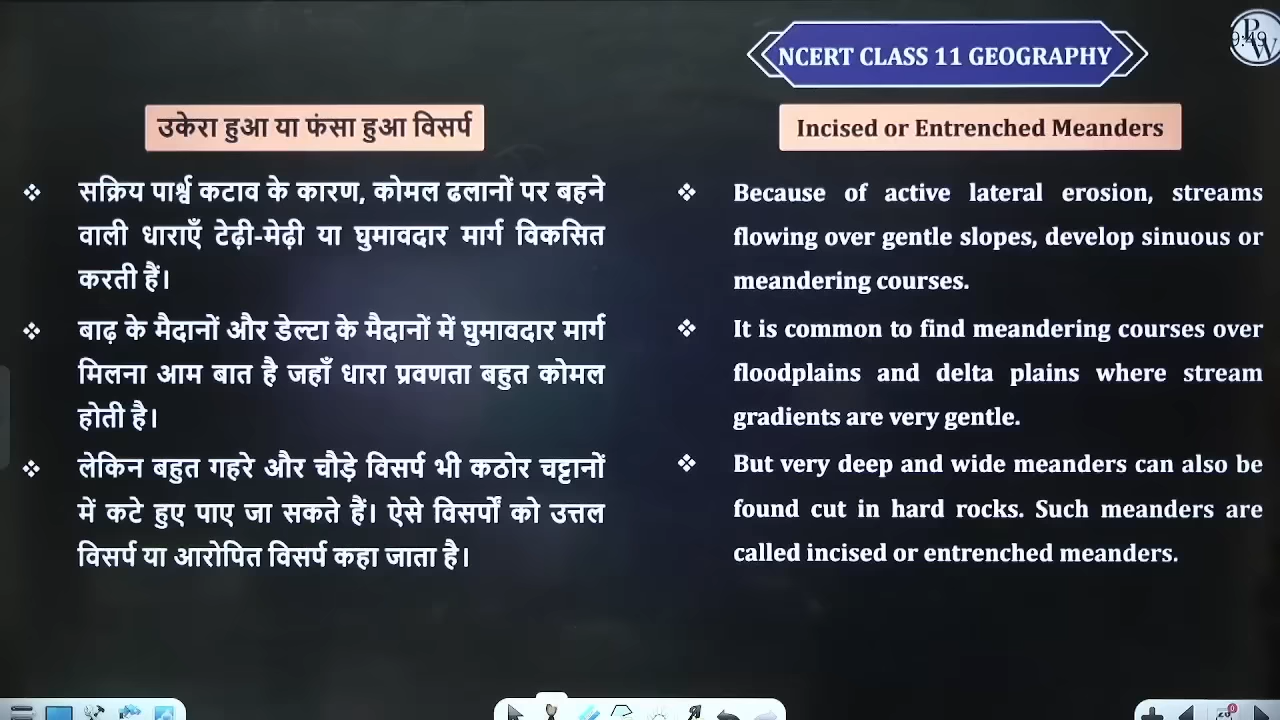 NCERT CLASS 11 GEOGRAPHY
PW
9:49
उकेरा हुआ या फंसा हुआ विसर्प
❖ सक्रिय पार्श्व कटाव के कारण, कोमल ढलानों पर बहने
वाली धाराएँ टेढ़ी-मेढ़ी या घुमावदार मार्ग विकसित
करती हैं।
❖ बाढ़ के मैदानों और डेल्टा के मैदानों में घुमावदार मार्ग
मिलना आम बात है जहाँ धारा प्रवणता बहुत कोमल
होती है।
❖ लेकिन बहुत गहरे और चौड़े विसर्प भी कठोर चट्टानों
में कटे हुए पाए जा सकते हैं। ऐसे विसर्पों को उत्तल
विसर्प या आरोपित विसर्प कहा जाता है।
Incised or Entrenched Meanders
❖ Because of active lateral erosion, streams
flowing over gentle slopes, develop sinuous or
meandering courses.
❖ It is common to find meandering courses over
floodplains and delta plains where stream
gradients are very gentle.
❖ But very deep and wide meanders can also be
found cut in hard rocks. Such meanders are
called incised or entrenched meanders.